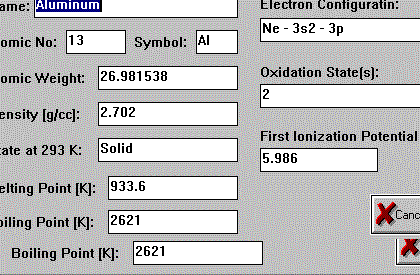 ame: Aluminum
omic No: 13 Symbol: Al
omic Weight: 26.981538
ensity [g/cc]: 2.702
tate at 293 K: Solid
elting Point [K]: 933.6
oiling Point [K]: 2621
Boiling Point [K]: 2621
Electron Configuratin:
Ne - 3s2 - 3p
Oxidation State(s):
2
First Ionization Potential
5.986
Canc